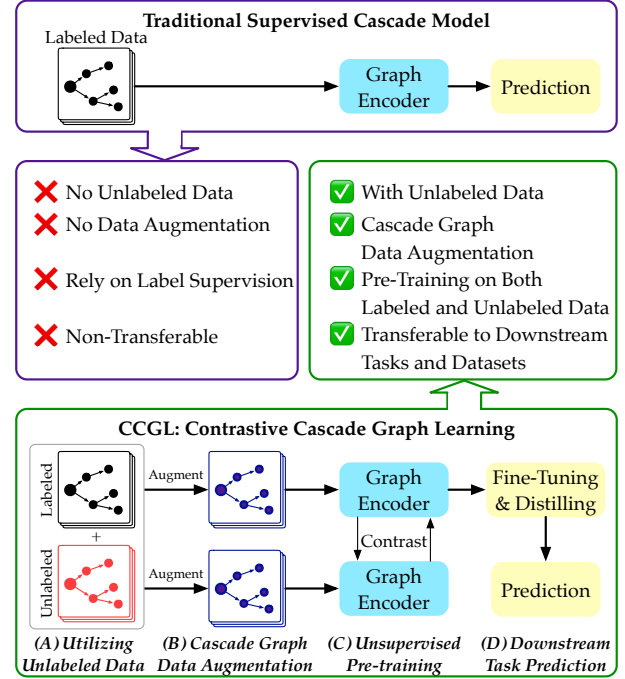 Traditional Supervised Cascade Model
Labeled Data
Graph
Encoder
Prediction
No Unlabeled Data
No Data Augmentation
Rely on Label Supervision
Non-Transferable
With Unlabeled Data
Cascade Graph
Data Augmentation
Pre-Training on Both
Labeled and Unlabeled Data
Transferable to Downstream
Tasks and Datasets
CCGL: Contrastive Cascade Graph Learning
Labeled
Augment
Graph
Encoder
Fine-Tuning
& Distilling
+
Contrast
Unlabeled
Augment
Graph
Encoder
Prediction
(A) Utilizing
Unlabeled Data
(B) Cascade Graph
Data Augmentation
(C) Unsupervised
Pre-training
(D) Downstream
Task Prediction